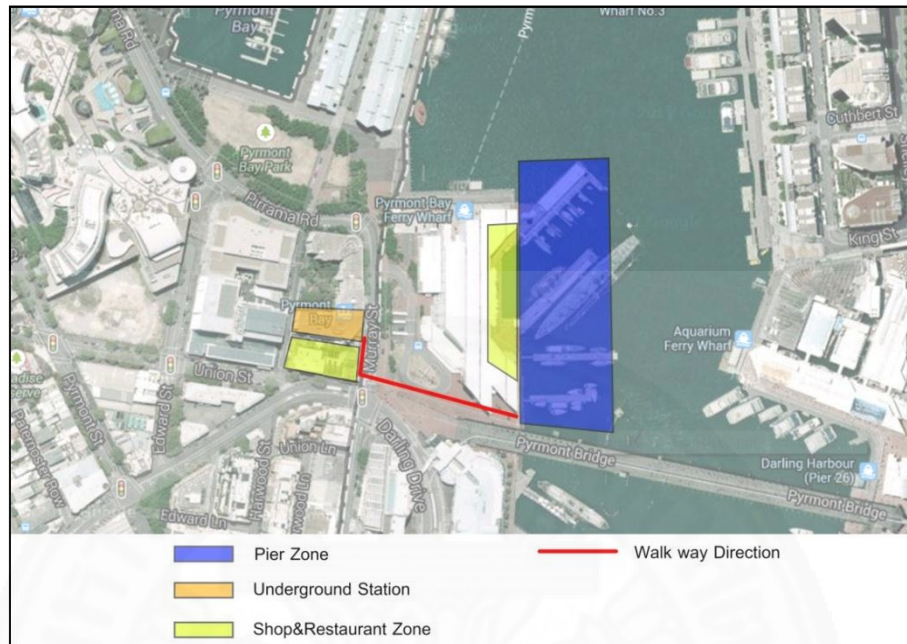 Pyrmont
Bay
Wharf No.3
Pyrm
Cuthbert St
Pyrmont
Bay Park
Pirrama Rd
Pyrmont Bay
Ferry Wharf
King St
Pyrmont
Bay
Murray St
Aquarium
Ferry Wharf
Union St
Edward St
Pyrmont St
Paternoster
Row
Harwood St
Union Ln
Darling Drive
Pyrmont Bridge
Darling Harbour
(Pier 26)
Pyrmont Bridge
Edward Ln
Pier Zone
Walk way Direction
Underground Station
Shop&Restaurant Zone